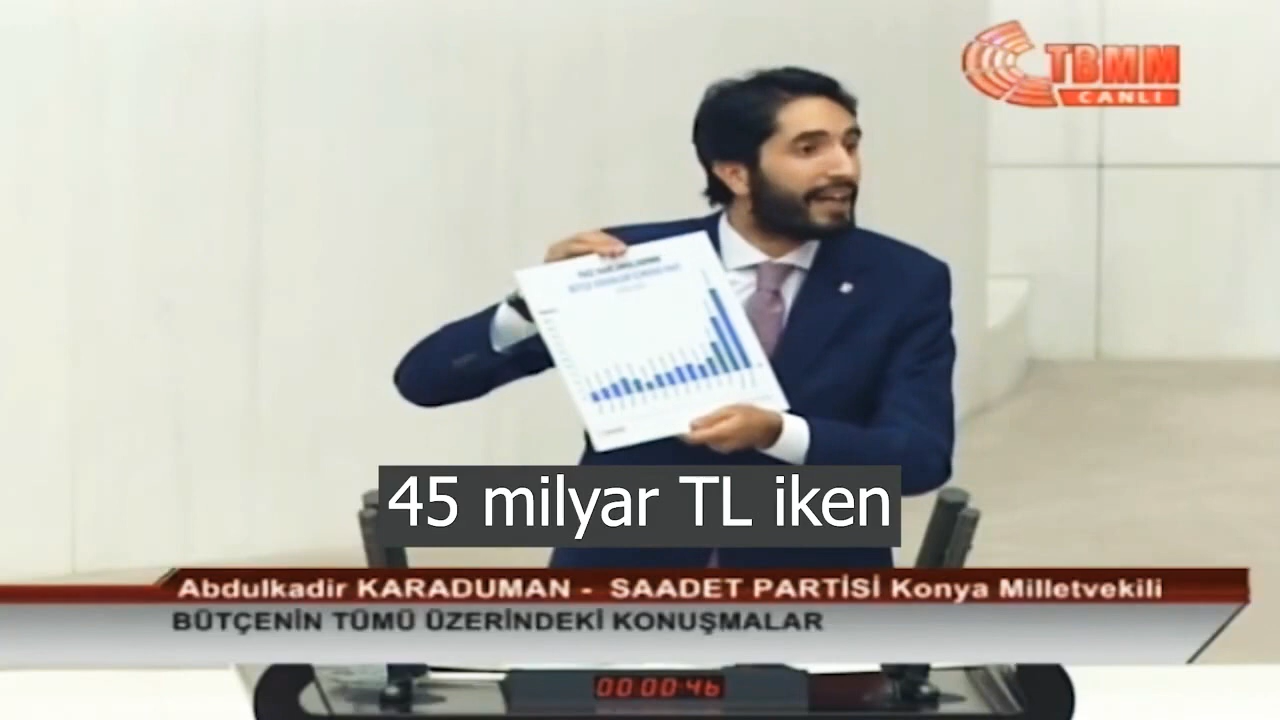 TBMM
CANLI
45 milyar TL iken
Abdulkadir KARADUMAN - SAADET PARTİSİ Konya Milletvekili
BÜTÇENİN TÜMÜ ÜZERİNDEKİ KONUŞMALAR
00:00:46